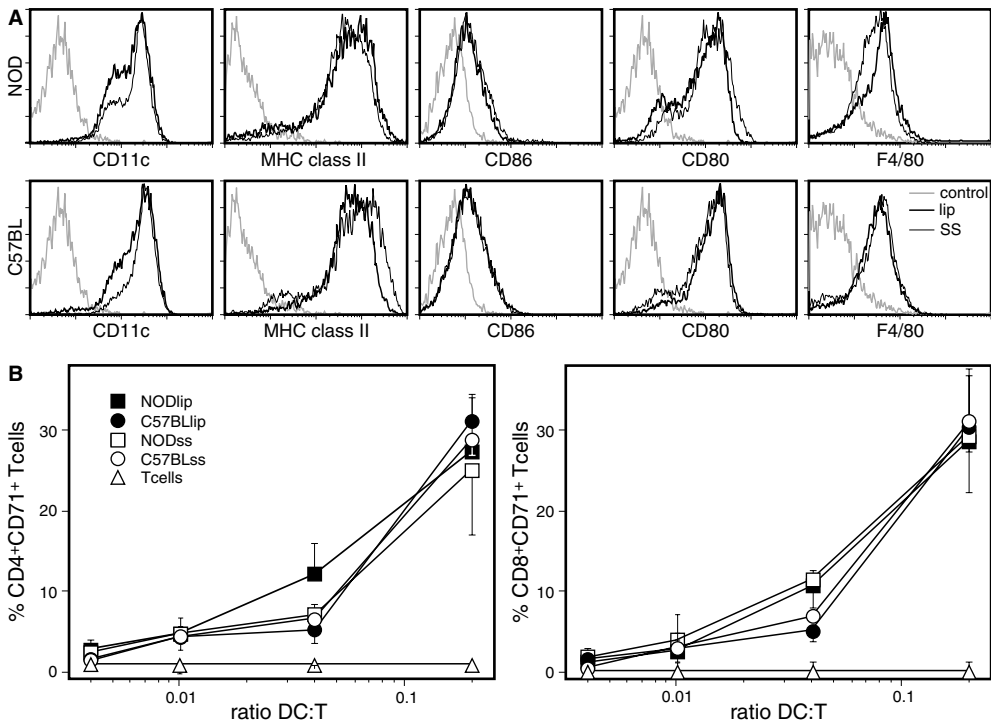 A
NOD
CD11c
MHC class II
CD86
CD80
F4/80
C57BL
control
lip
SS
CD11c
MHC class II
CD86
CD80
F4/80
B
% CD4+CD71+ Tcells
30
20
10
0
NODlip
C57BLlip
NODss
C57BLss
Tcells
0.01
0.1
ratio DC:T
% CD8+CD71+ Tcells
30
20
10
0
0.01
0.1
ratio DC:T